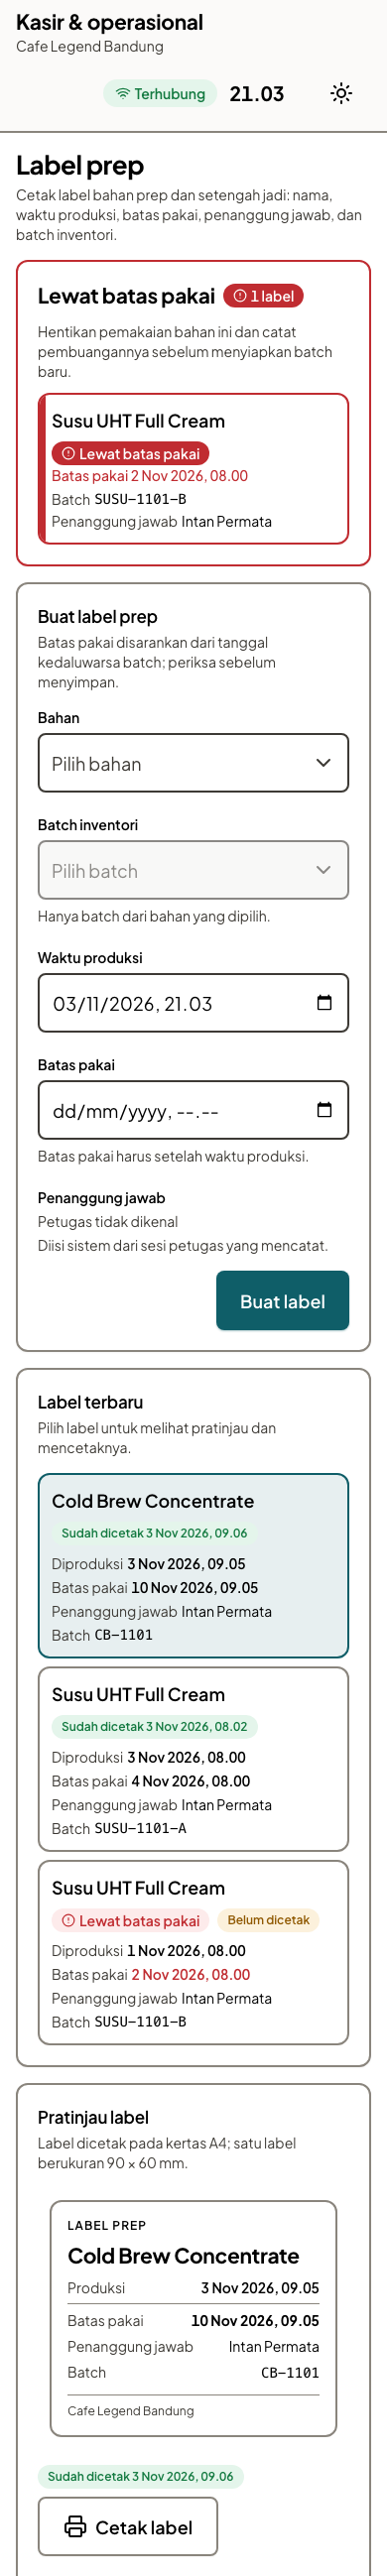 Kasir & operasional
Cafe Legend Bandung
Terhubung 21.03
Label prep
Cetak label bahan prep dan setengah jadi: nama,
waktu produksi, batas pakai, penanggung jawab, dan
batch inventori.
Lewat batas pakai 1 label
Hentikan pemakaian bahan ini dan catat
pembuangannya sebelum menyiapkan batch
baru.
Susu UHT Full Cream
Lewat batas pakai
Batas pakai 2 Nov 2026, 08.00
Batch SUSU-1101-B
Penanggung jawab Intan Permata
Buat label prep
Batas pakai disarankan dari tanggal
kedaluwarsa batch; periksa sebelum
menyimpan.
Bahan
Pilih bahan
Batch inventori
Pilih batch
Hanya batch dari bahan yang dipilih.
Waktu produksi
03/11/2026, 21.03
Batas pakai
dd/mm/yyyy, --.--
Batas pakai harus setelah waktu produksi.
Penanggung jawab
Petugas tidak dikenal
Diisi sistem dari sesi petugas yang mencatat.
Buat label
Label terbaru
Pilih label untuk melihat pratinjau dan
mencetaknya.
Cold Brew Concentrate
Sudah dicetak 3 Nov 2026, 09.06
Diproduksi 3 Nov 2026, 09.05
Batas pakai 10 Nov 2026, 09.05
Penanggung jawab Intan Permata
Batch CB-1101
Susu UHT Full Cream
Sudah dicetak 3 Nov 2026, 08.02
Diproduksi 3 Nov 2026, 08.00
Batas pakai 4 Nov 2026, 08.00
Penanggung jawab Intan Permata
Batch SUSU-1101-A
Susu UHT Full Cream
Lewat batas pakai Belum dicetak
Diproduksi 1 Nov 2026, 08.00
Batas pakai 2 Nov 2026, 08.00
Penanggung jawab Intan Permata
Batch SUSU-1101-B
Pratinjau label
Label dicetak pada kertas A4; satu label
berukuran 90 × 60 mm.
LABEL PREP
Cold Brew Concentrate
Produksi 3 Nov 2026, 09.05
Batas pakai 10 Nov 2026, 09.05
Penanggung jawab Intan Permata
Batch CB-1101
Cafe Legend Bandung
Sudah dicetak 3 Nov 2026, 09.06
Cetak label